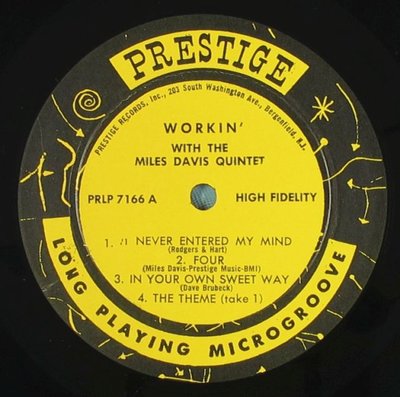 PRESTIGE
PRESTIGE RECORDS, Inc., 203 South Washington Ave., Bergenfield, N.J.
WORKIN'
WITH THE
MILES DAVIS QUINTET
PRLP 7166 A HIGH FIDELITY
1. /I NEVER ENTERED MY MIND
(Rodgers & Hart)
2. FOUR
(Miles Davis-Prestige Music-BMI)
3. IN YOUR OWN SWEET WAY
(Dave Brubeck)
4. THE THEME (take 1)
LONG PLAYING MICROGROOVE